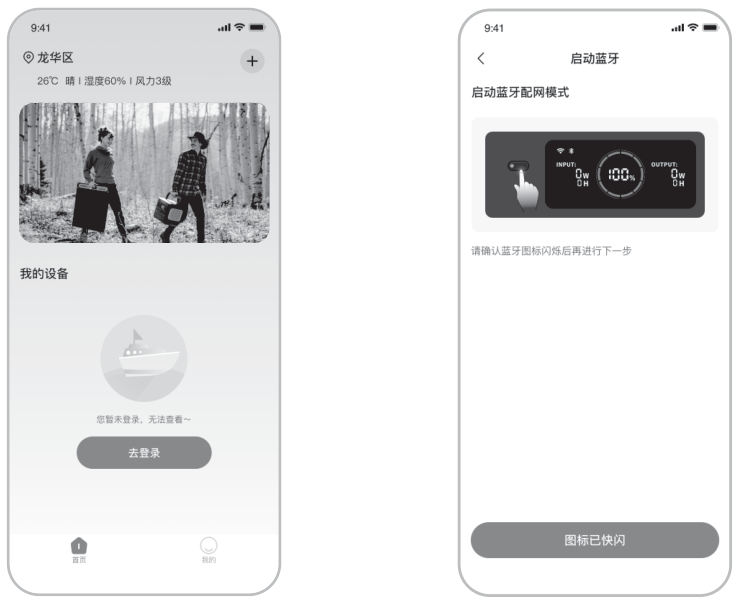 9:41
龙华区
26℃ 晴 | 湿度60% | 风力3级
我的设备
您暂未登录，无法查看～
去登录
首页
我的
9:41
启动蓝牙
启动蓝牙配网模式
INPUT:
0W
0H
100%
OUTPUT:
0W
0H
请确认蓝牙图标闪烁后再进行下一步
图标已快闪